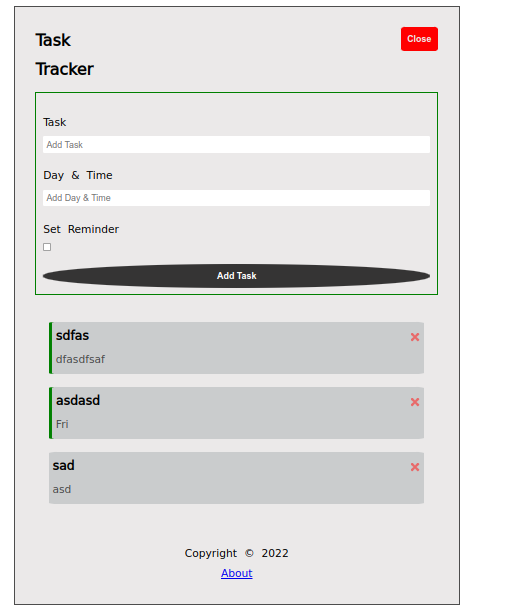 Task
Tracker
Close
Task
Add Task
Day & Time
Add Day & Time
Set Reminder
Add Task
sdfas
dfasdfsaf
asdasd
Fri
sad
asd
Copyright © 2022
About